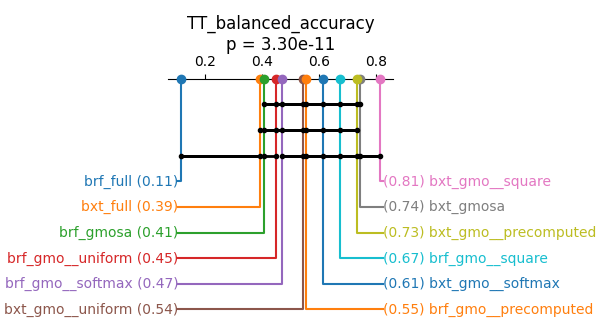 TT_balanced_accuracy
p = 3.30e-11
0.2 0.4 0.6 0.8
brf_full (0.11) (0.81) bxt_gmo__square
bxt_full (0.39) (0.74) bxt_gmosa
brf_gmosa (0.41) (0.73) bxt_gmo__precomputed
brf_gmo__uniform (0.45) (0.67) brf_gmo__square
brf_gmo__softmax (0.47) (0.61) bxt_gmo__softmax
bxt_gmo__uniform (0.54) (0.55) brf_gmo__precomputed